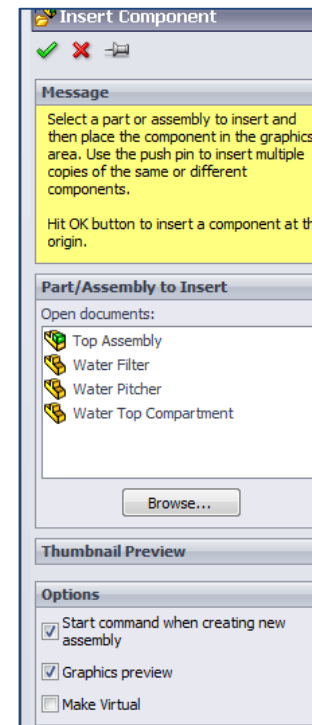 Insert Component
Message
Select a part or assembly to insert and
then place the component in the graphics
area. Use the push pin to insert multiple
copies of the same or different
components.
Hit OK button to insert a component at th
origin.
Part/Assembly to Insert
Open documents:
Top Assembly
Water Filter
Water Pitcher
Water Top Compartment
Browse...
Thumbnail Preview
Options
Start command when creating new
assembly
Graphics preview
Make Virtual